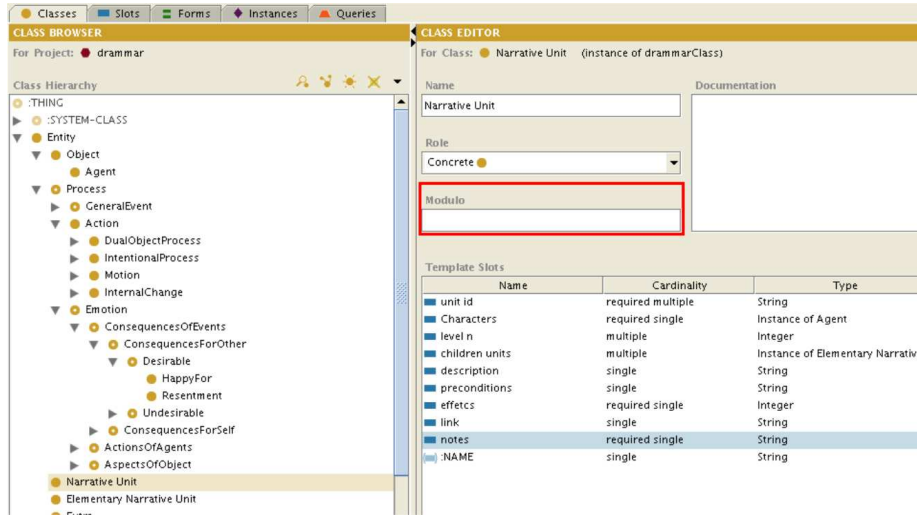 Classes Slots Forms Instances Queries
CLASS BROWSER
For Project: drammar
Class Hierarchy
:THING
:SYSTEM-CLASS
Entity
Object
Agent
Process
GeneralEvent
Action
DualObjectProcess
IntentionalProcess
Motion
InternalChange
Emotion
ConsequencesOfEvents
ConsequencesForOther
Desirable
HappyFor
Resentment
Undesirable
ConsequencesForSelf
ActionsOfAgents
AspectsOfObject
Narrative Unit
Elementary Narrative Unit
CLASS EDITOR
For Class: Narrative Unit (instance of drammarClass)
Name Documentation
Narrative Unit
Role
Concrete
Modulo
Template Slots
Name Cardinality Type
unit id required multiple String
Characters required single Instance of Agent
level n multiple Integer
children units multiple Instance of Elementary Narrativ
description single String
preconditions single String
effetcs required single Integer
link single String
notes required single String
:NAME single String